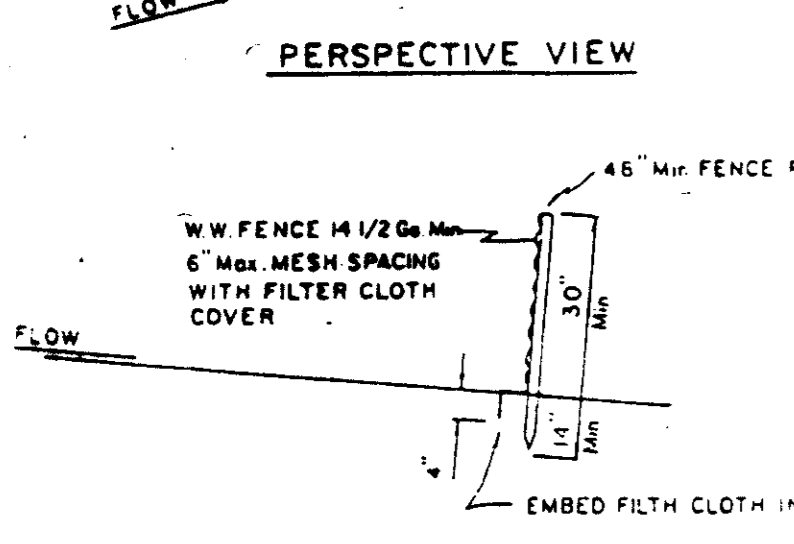 FLOW
PERSPECTIVE VIEW
46" Min. FENCE
W.W. FENCE 14 1/2 Ga. Min
6" Max. MESH SPACING
WITH FILTER CLOTH
COVER
30"
Min
FLOW
14"
Min
4"
EMBED FILTH CLOTH IN